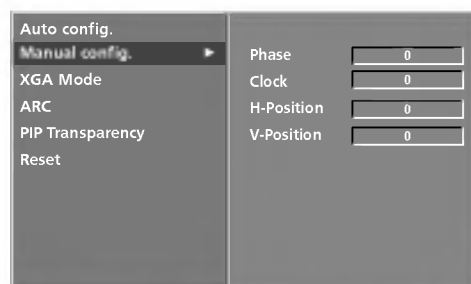 Auto config.
Manual config. ►
XGA Mode
ARC
PIP Transparency
Reset
Phase 0
Clock 0
H-Position 0
V-Position 0